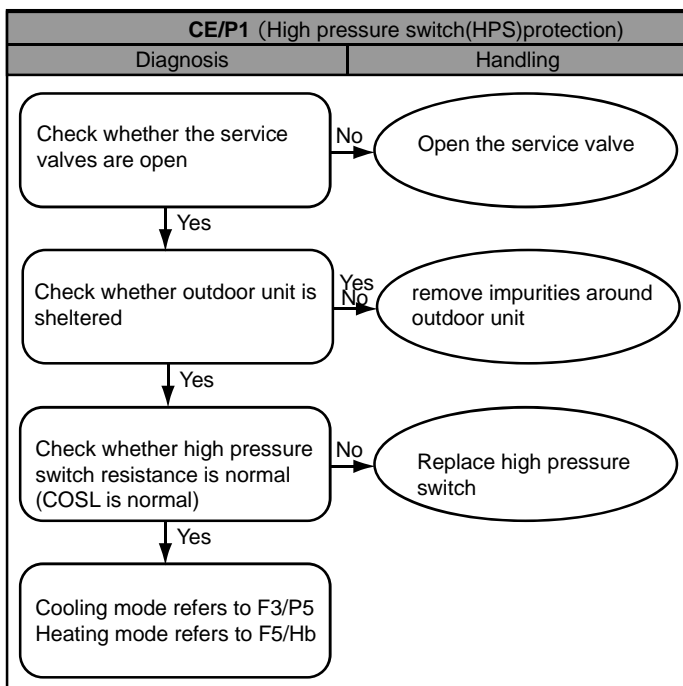 CE/P1（High pressure switch(HPS)protection)
Diagnosis
Handling
Check whether the service
valves are open
No
Open the service valve
Yes
Check whether outdoor unit is
sheltered
Yes
No
remove impurities around
outdoor unit
Yes
Check whether high pressure
switch resistance is normal
(COSL is normal)
No
Replace high pressure
switch
Yes
Cooling mode refers to F3/P5
Heating mode refers to F5/Hb